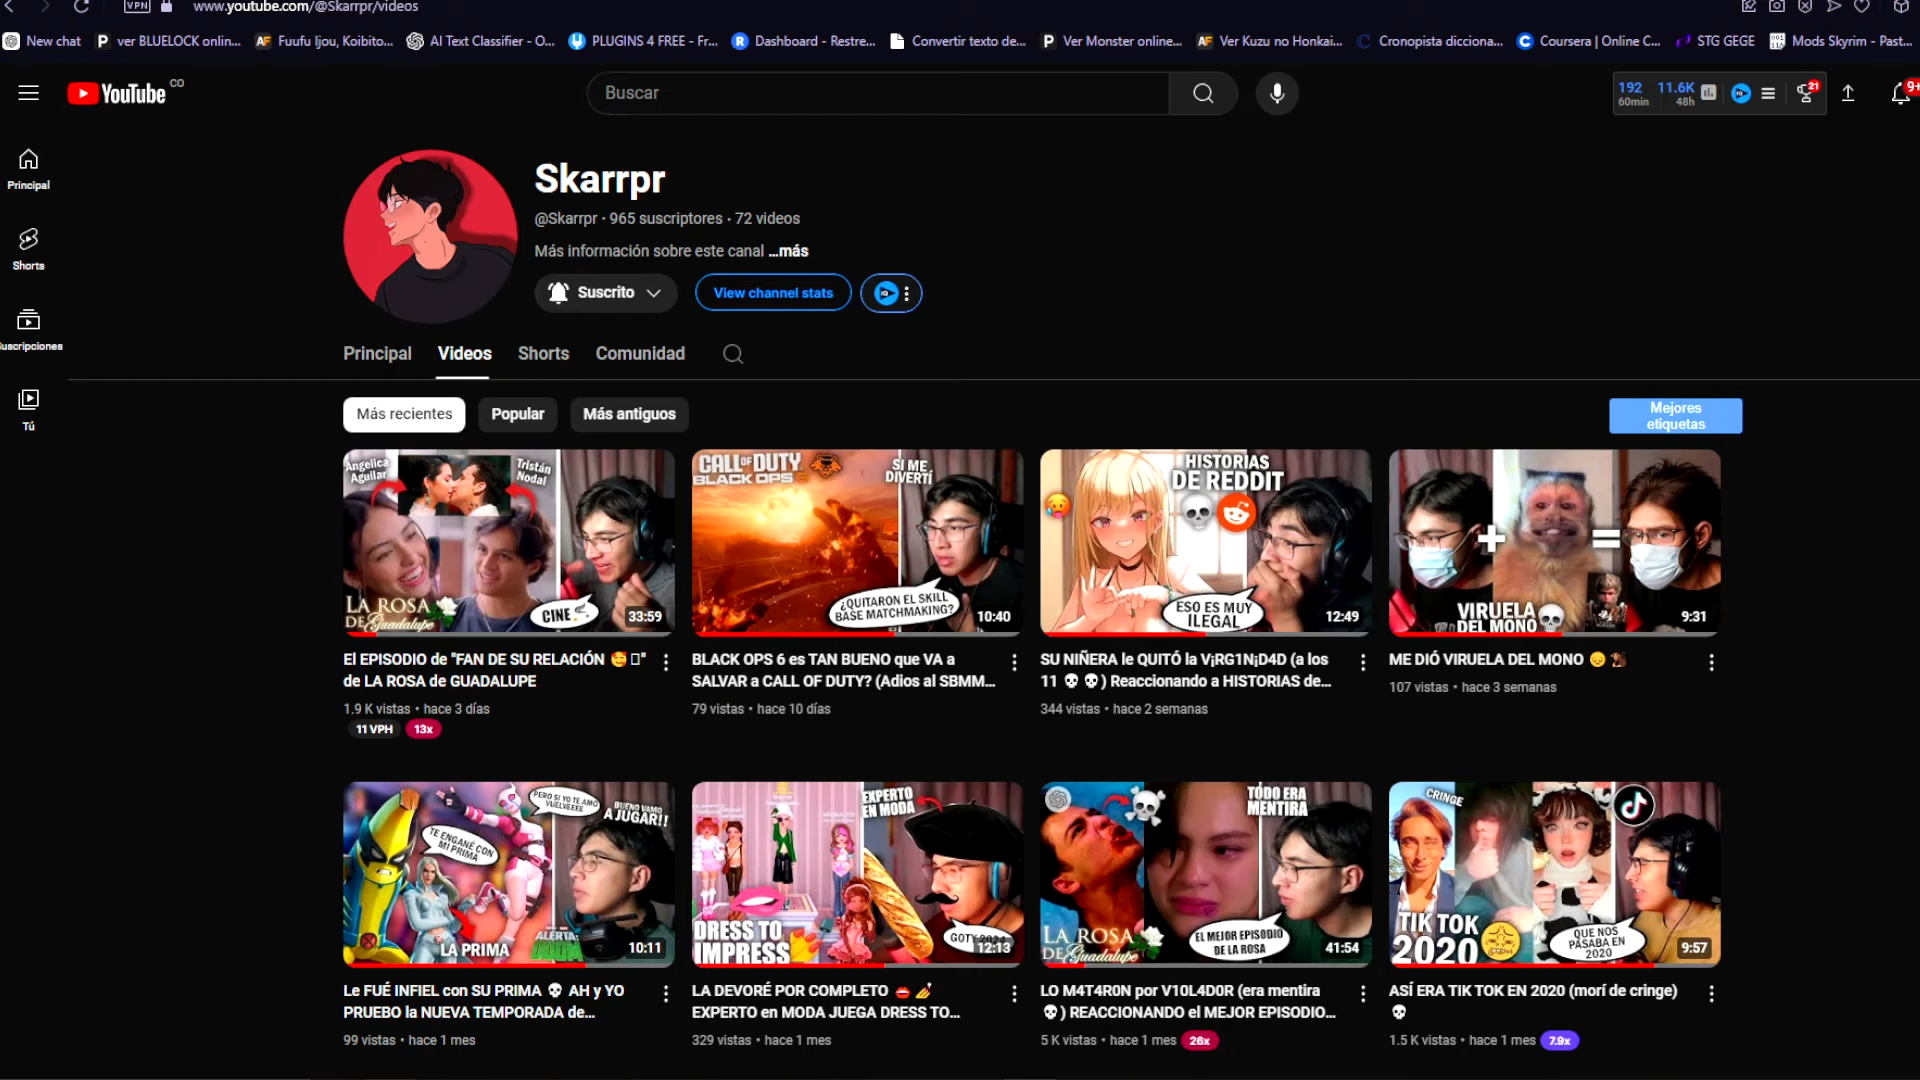 VPN
www.youtube.com/@Skarrpr/videos
New chat
ver BLUELOCK onlin...
Fuufu Ijou, Koibito...
AI Text Classifier - O...
PLUGINS 4 FREE - Fr...
Dashboard - Restre...
Convertir texto de...
Ver Monster online...
Ver Kuzu no Honkai...
Cronopista dicciona...
Coursera | Online C...
STG GEGE
Mods Skyrim - Past...
YouTube CO
Buscar
192 11.6K
60min 48h
21
9+
Principal
Shorts
uscripciones
Tú
Skarrpr
@Skarrpr · 965 suscriptores · 72 videos
Más información sobre este canal ...más
Suscrito
View channel stats
Principal Videos Shorts Comunidad
Más recientes Popular Más antiguos
Mejores
etiquetas
Angelica
Aguilar
Tristán
Nodal
LA ROSA
DE Guadalupe
CINE
33:59
El EPISODIO de "FAN DE SU RELACIÓN 🥰 " 
de LA ROSA de GUADALUPE
1.9 K vistas • hace 3 días
11 VPH 13x
CALL OF DUTY
BLACK OPS
SI ME
DIVERTÍ
¿QUITARON EL SKILL
BASE MATCHMAKING?
10:40
BLACK OPS 6 es TAN BUENO que VA a
SALVAR a CALL OF DUTY? (Adios al SBMM...
79 vistas • hace 10 días
HISTORIAS
DE REDDIT
ESO ES MUY
ILEGAL
12:49
SU NIÑERA le QUITÓ la V¡RG1N¡D4D (a los
11 💀 💀 ) Reaccionando a HISTORIAS de...
344 vistas • hace 2 semanas
+ =
VIRUELA
DEL MONO
9:31
ME DIÓ VIRUELA DEL MONO 😞 🐒
107 vistas • hace 3 semanas
TE ENGAÑÉ CON
MI PRIMA
PERO SI YO TE AMO
VUELVEEEE
BUENO VAMO
A JUGAR!!
LA PRIMA
ALERTA
10:11
Le FUÉ INFIEL con SU PRIMA 💀 AH y YO
PRUEBO la NUEVA TEMPORADA de...
99 vistas • hace 1 mes
EXPERTO
EN MODA
DRESS TO
IMPRESS
GOTY 2024
12:13
LA DEVORÉ POR COMPLETO 👄 💅
EXPERTO en MODA JUEGA DRESS TO...
329 vistas • hace 1 mes
TODO ERA
MENTIRA
LA ROSA
DE Guadalupe
EL MEJOR EPISODIO
DE LA ROSA
41:54
LO M4T4R0N por V10L4D0R (era mentira
💀 ) REACCIONANDO el MEJOR EPISODIO...
5 K vistas • hace 1 mes 26x
CRINGE
TIK TOK
2020
QUE NOS
PASABA EN
2020
9:57
ASÍ ERA TIK TOK EN 2020 (morí de cringe)
💀
1.5 K vistas • hace 1 mes 7.9x